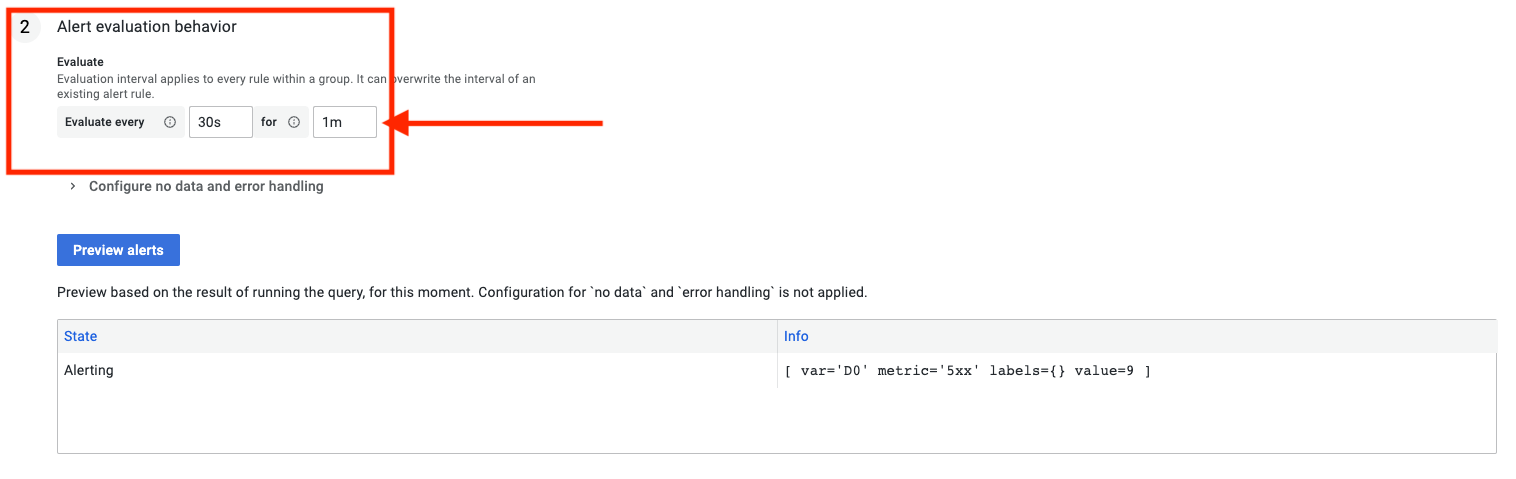 2 Alert evaluation behavior
Evaluate
Evaluation interval applies to every rule within a group. It can overwrite the interval of an
existing alert rule.
Evaluate every 30s for 1m
Configure no data and error handling
Preview alerts
Preview based on the result of running the query, for this moment. Configuration for `no data` and `error handling` is not applied.
State Info
Alerting [ var='D0' metric='5xx' labels={} value=9 ]